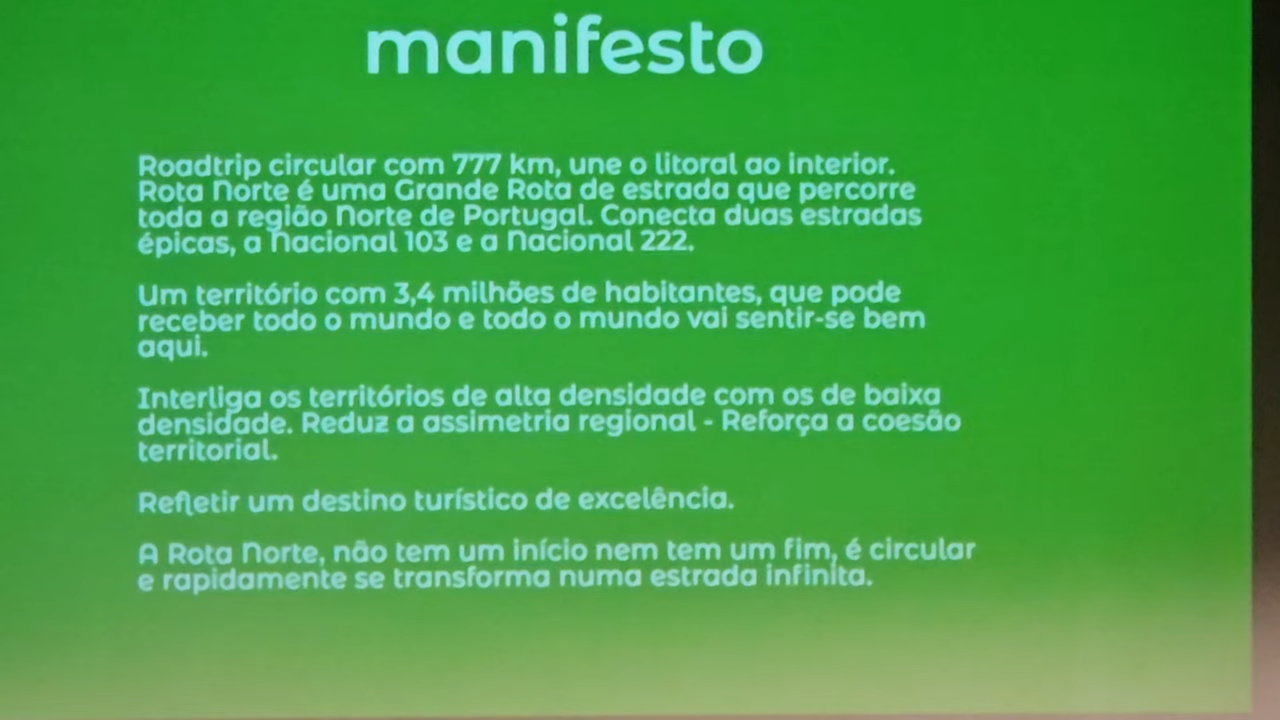 manifesto
Roadtrip circular com 777 km, une o litoral ao interior.
Rota Norte é uma Grande Rota de estrada que percorre
toda a região Norte de Portugal. Conecta duas estradas
épicas, a Nacional 103 e a Nacional 222.
Um território com 3,4 milhões de habitantes, que pode
receber todo o mundo e todo o mundo vai sentir-se bem
aqui.
Interliga os territórios de alta densidade com os de baixa
densidade. Reduz a assimetria regional - Reforça a coesão
territorial.
Refletir um destino turístico de excelência.
A Rota Norte, não tem um início nem tem um fim, é circular
e rapidamente se transforma numa estrada infinita.